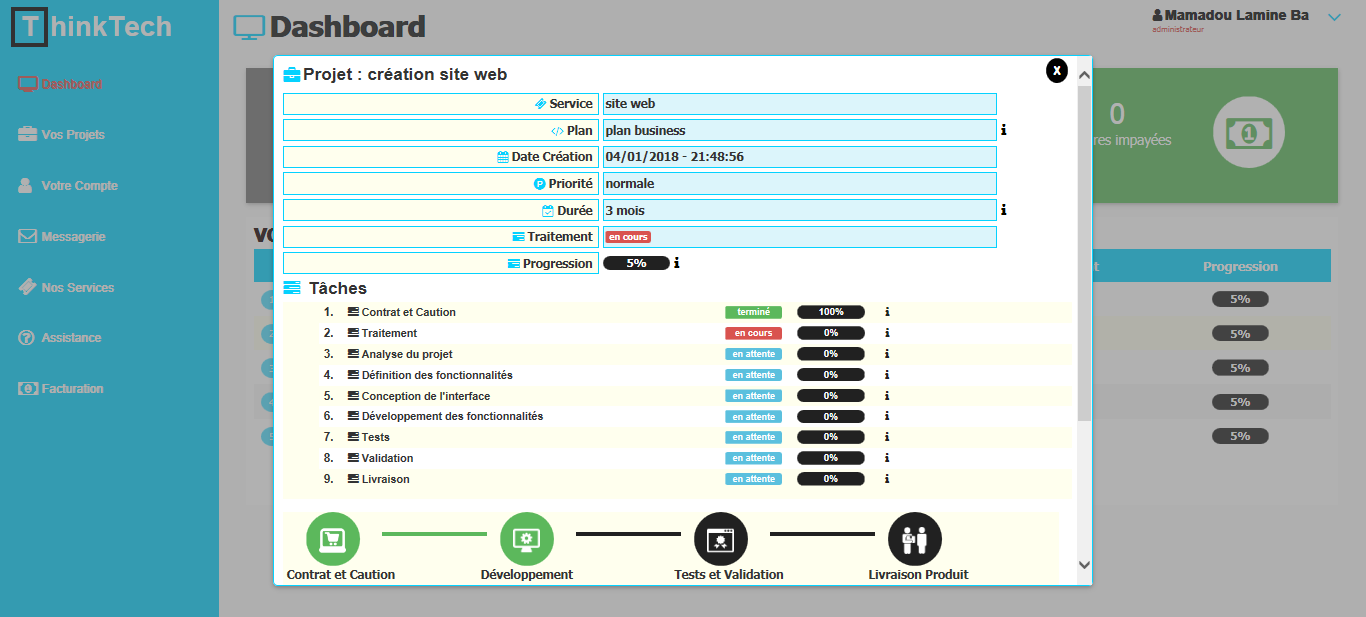 ThinkTech
Dashboard
Mamadou Lamine Ba
administrateur
Dashboard
Vos Projets
Votre Compte
Messagerie
Nos Services
Assistance
Facturation
Projet : création site web
X
Service site web
Plan plan business
Date Création 04/01/2018 - 21:48:56
Priorité normale
Durée 3 mois
Traitement en cours
Progression 5%
Tâches
1. Contrat et Caution terminé 100%
2. Traitement en cours 0%
3. Analyse du projet en attente 0%
4. Définition des fonctionnalités en attente 0%
5. Conception de l'interface en attente 0%
6. Développement des fonctionnalités en attente 0%
7. Tests en attente 0%
8. Validation en attente 0%
9. Livraison en attente 0%
Contrat et Caution Développement Tests et Validation Livraison Produit
0
res impayées
Progression
5%
5%
5%
5%
5%